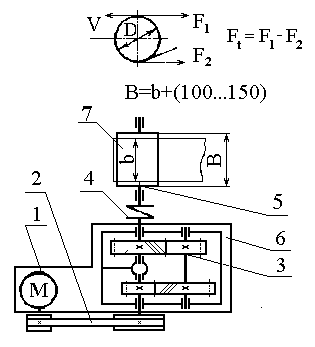 V D F₁
F₂
Fₜ = F₁ - F₂
B=b+(100...150)
7
b B
2 4
1 5
6
3
M